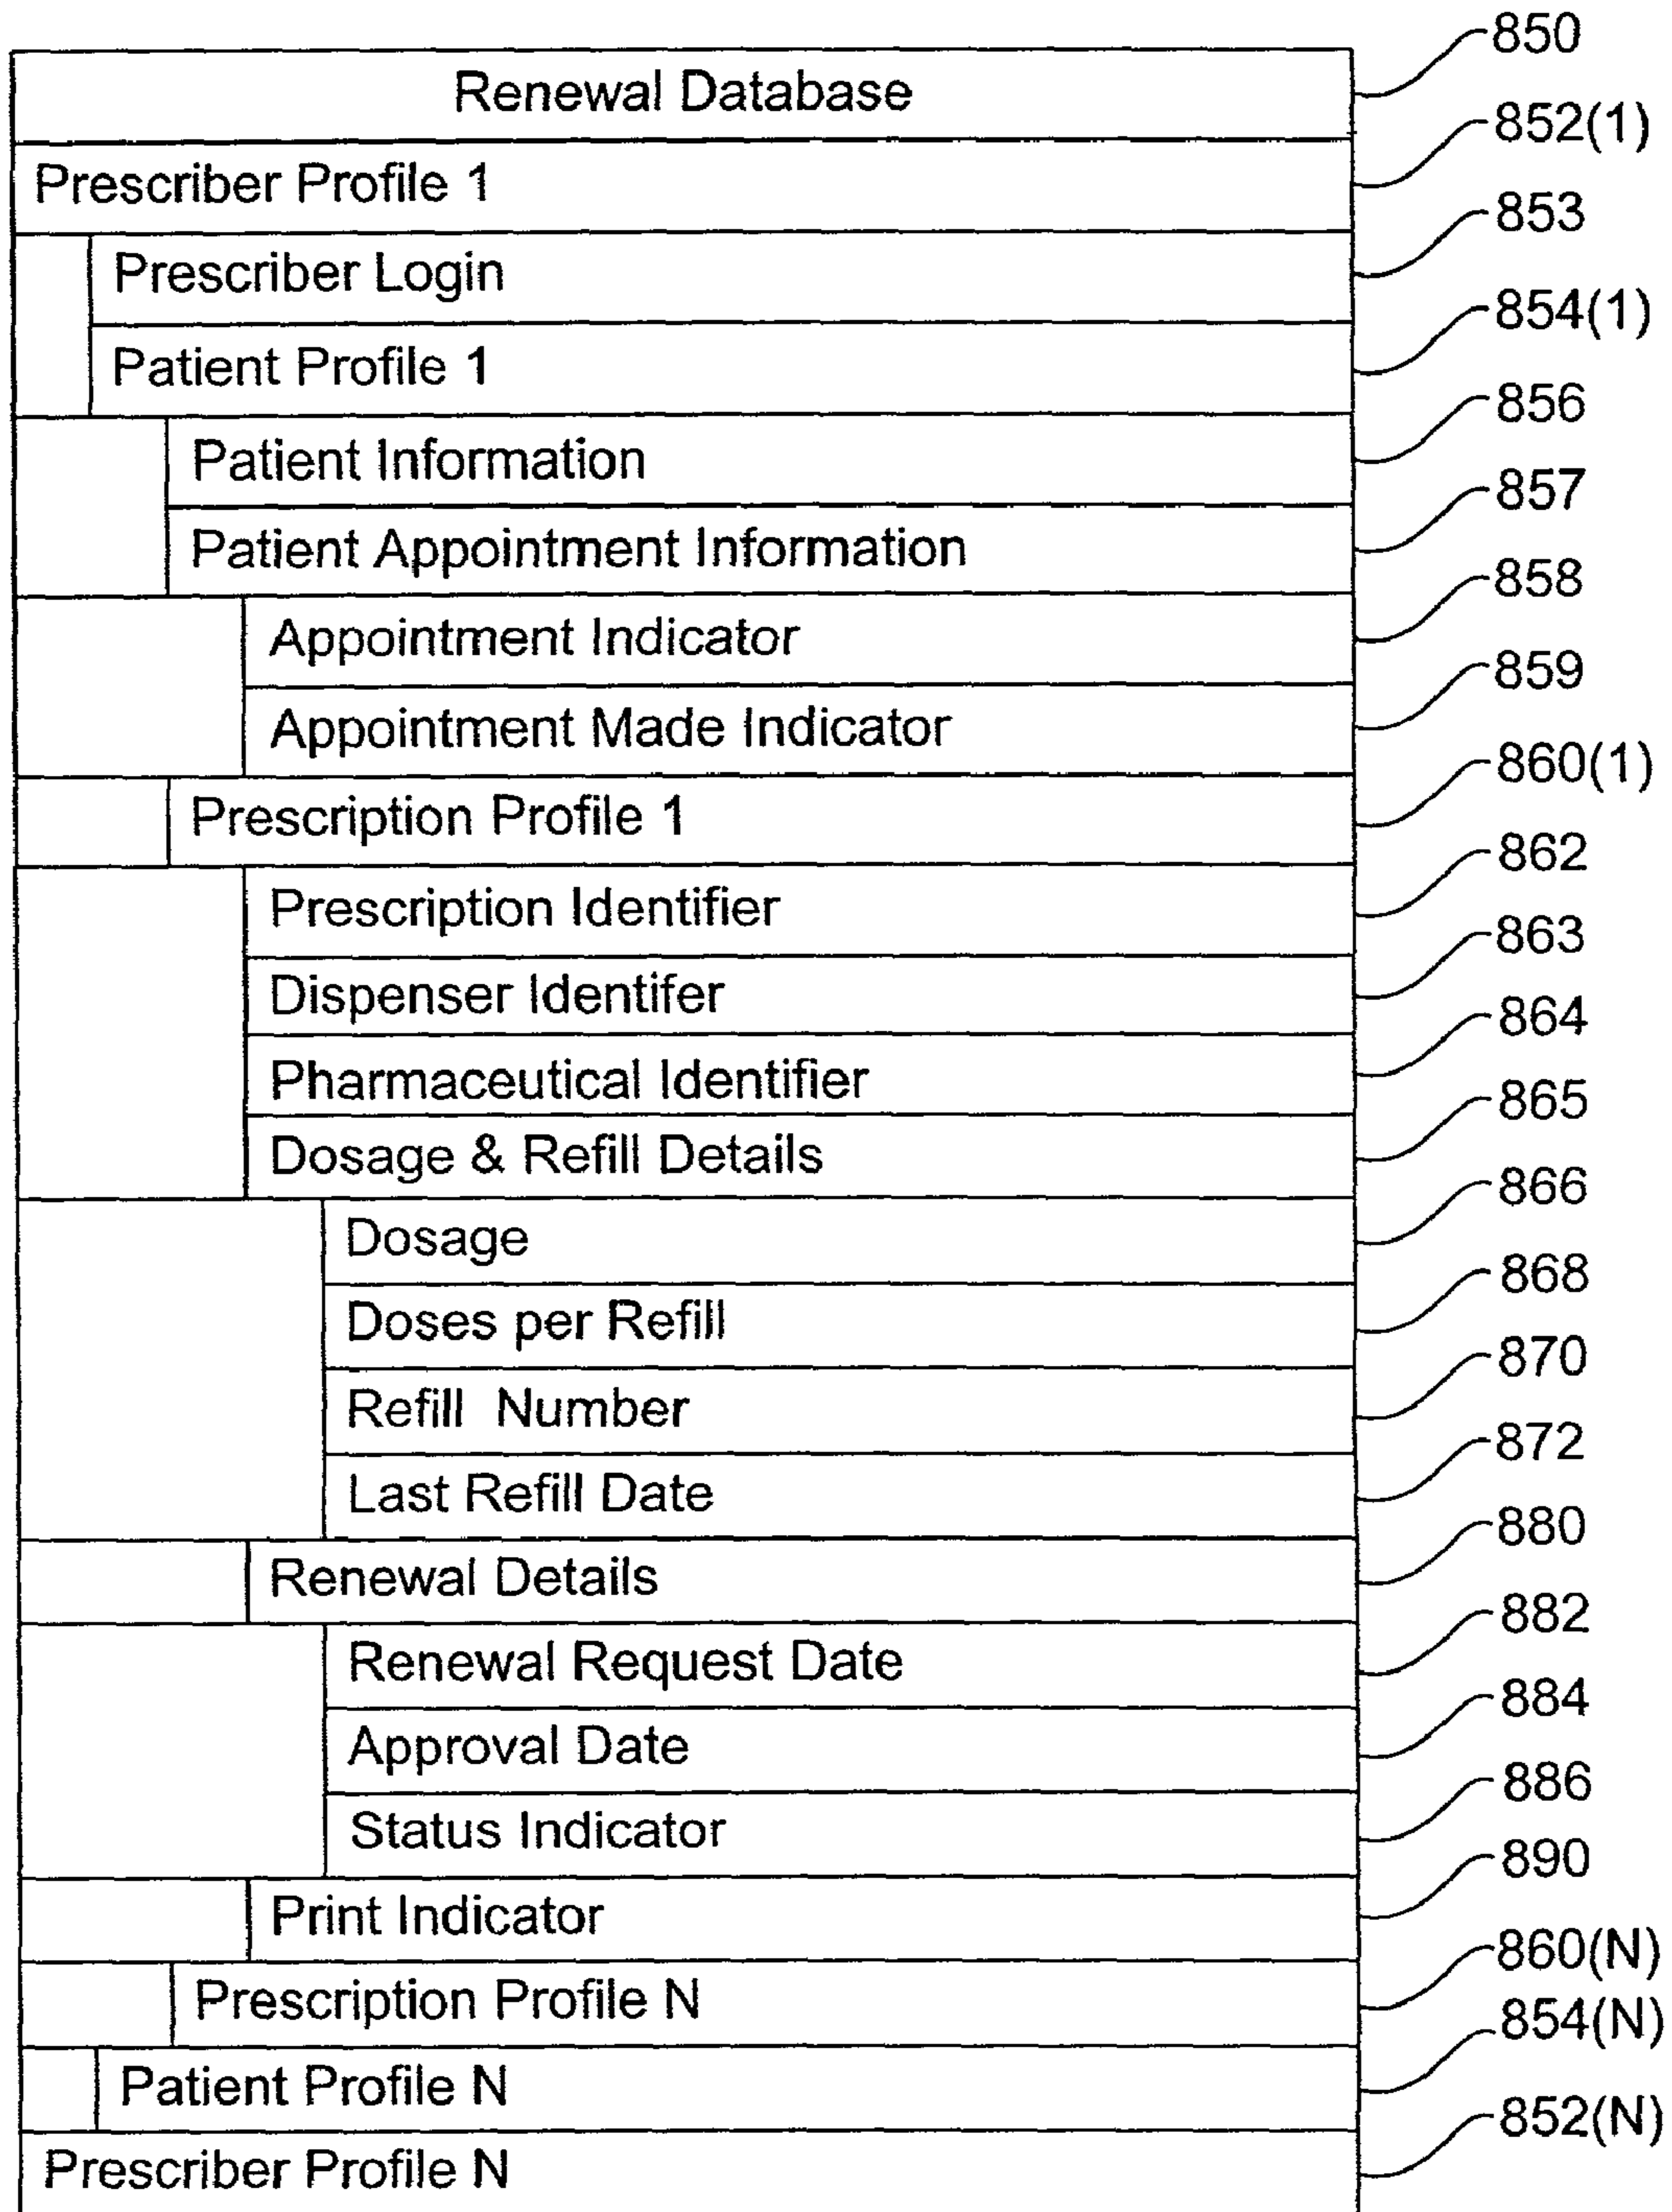 Renewal Database 850
Prescriber Profile 1 852(1)
Prescriber Login 853
Patient Profile 1 854(1)
Patient Information 856
Patient Appointment Information 857
Appointment Indicator 858
Appointment Made Indicator 859
Prescription Profile 1 860(1)
Prescription Identifier 862
Dispenser Identifer 863
Pharmaceutical Identifier 864
Dosage & Refill Details 865
Dosage 866
Doses per Refill 868
Refill Number 870
Last Refill Date 872
Renewal Details 880
Renewal Request Date 882
Approval Date 884
Status Indicator 886
Print Indicator 890
Prescription Profile N 860(N)
Patient Profile N 854(N)
Prescriber Profile N 852(N)